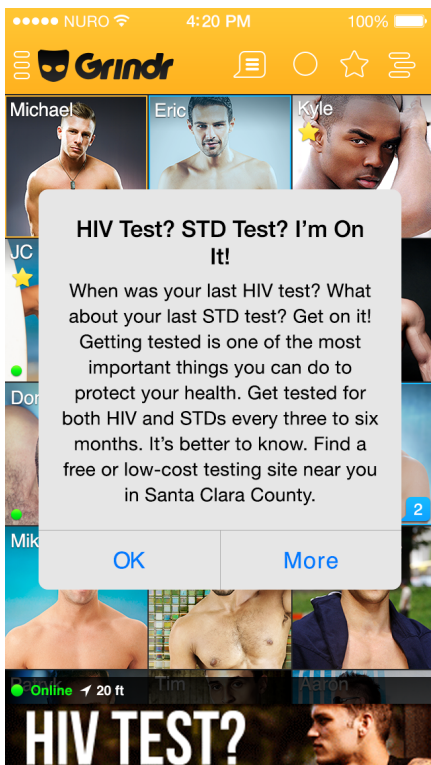 NURO 4:20 PM 100%
Grindr
Michael Eric Kyle
HIV Test? STD Test? I'm On
It!
When was your last HIV test? What
about your last STD test? Get on it!
Getting tested is one of the most
important things you can do to
protect your health. Get tested for
both HIV and STDs every three to six
months. It's better to know. Find a
free or low-cost testing site near you
in Santa Clara County.
OK More
JC
2
Mik
Patrik Tim Aaron
Online 20 ft
HIV TEST?